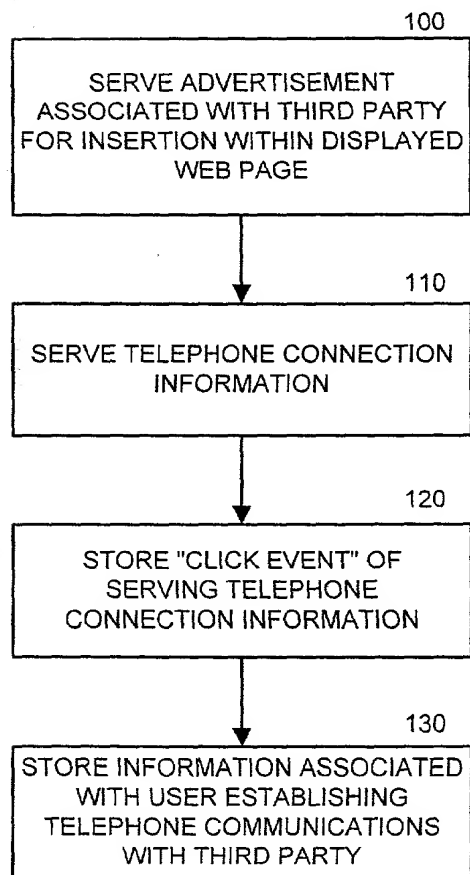 100
SERVE ADVERTISEMENT
ASSOCIATED WITH THIRD PARTY
FOR INSERTION WITHIN DISPLAYED
WEB PAGE
110
SERVE TELEPHONE CONNECTION
INFORMATION
120
STORE "CLICK EVENT" OF
SERVING TELEPHONE
CONNECTION INFORMATION
130
STORE INFORMATION ASSOCIATED
WITH USER ESTABLISHING
TELEPHONE COMMUNICATIONS
WITH THIRD PARTY